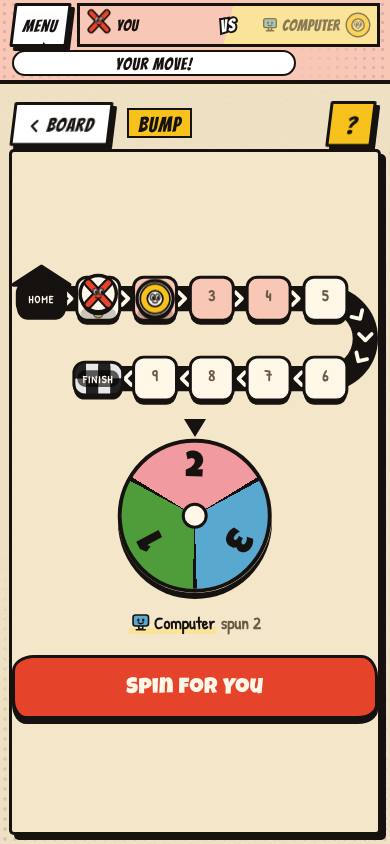 MENU
YOU
VS
COMPUTER
YOUR MOVE!
< BOARD
BUMP
?
HOME
3
4
5
FINISH
9
8
7
6
2
1
3
Computer spun 2
SPIN FOR YOU